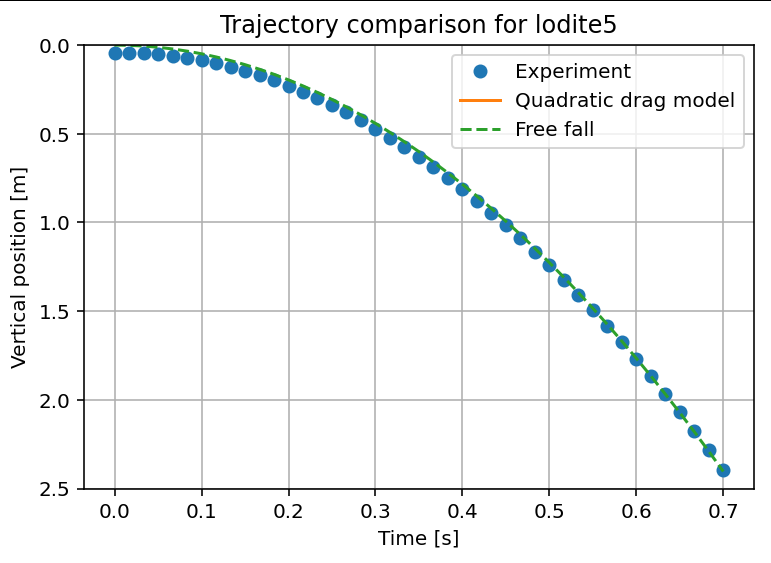 Trajectory comparison for lodite5
Experiment
Quadratic drag model
Free fall
Vertical position [m]
0.0
0.5
1.0
1.5
2.0
2.5
0.0 0.1 0.2 0.3 0.4 0.5 0.6 0.7
Time [s]